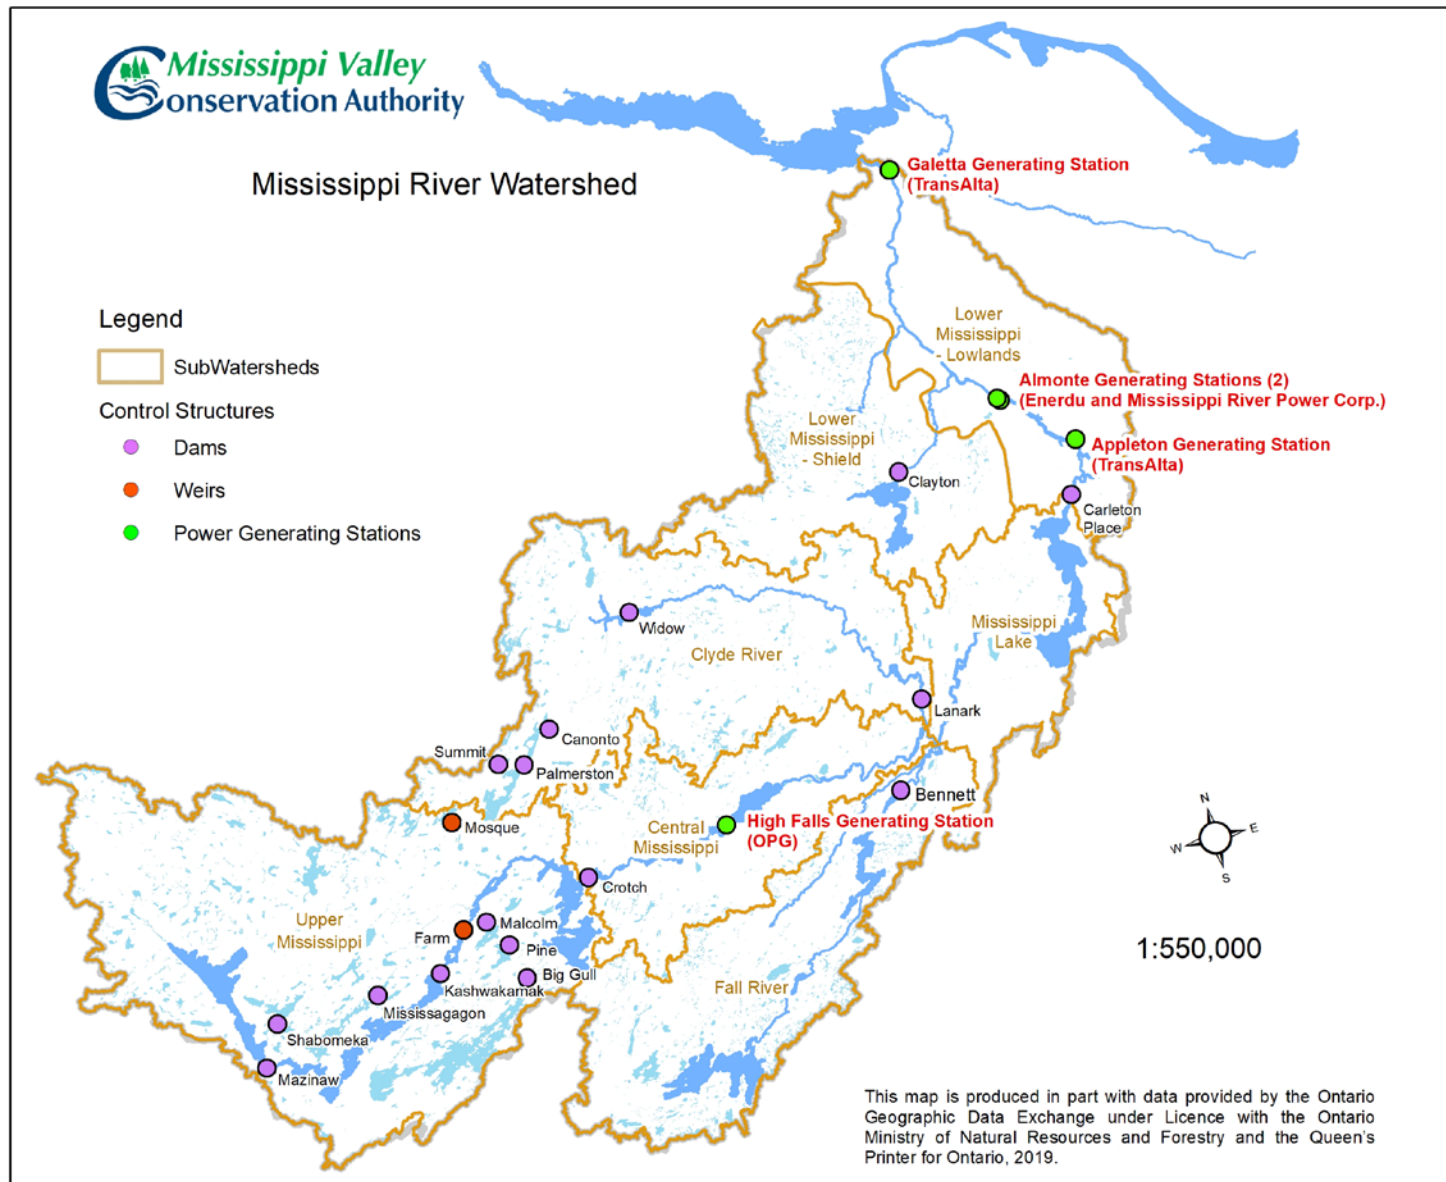 Mississippi Valley
Conservation Authority
Mississippi River Watershed
Legend
SubWatersheds
Control Structures
Dams
Weirs
Power Generating Stations
Galetta Generating Station
(TransAlta)
Lower
Mississippi
- Lowlands
Almonte Generating Stations (2)
(Enerdu and Mississippi River Power Corp.)
Lower
Mississippi
- Shield
Appleton Generating Station
(TransAlta)
Clayton
Carleton
Place
Widow
Clyde River
Mississippi
Lake
Lanark
Canonto
Summit
Palmerston
Bennett
Mosque
Central
Mississippi
High Falls Generating Station
(OPG)
Crotch
Upper
Mississippi
Farm
Malcolm
Pine
Big Gull
Kashwakamak
Mississagagon
Fall River
Shabomeka
Mazinaw
N
E
W
S
1:550,000
This map is produced in part with data provided by the Ontario
Geographic Data Exchange under Licence with the Ontario
Ministry of Natural Resources and Forestry and the Queen's
Printer for Ontario, 2019.